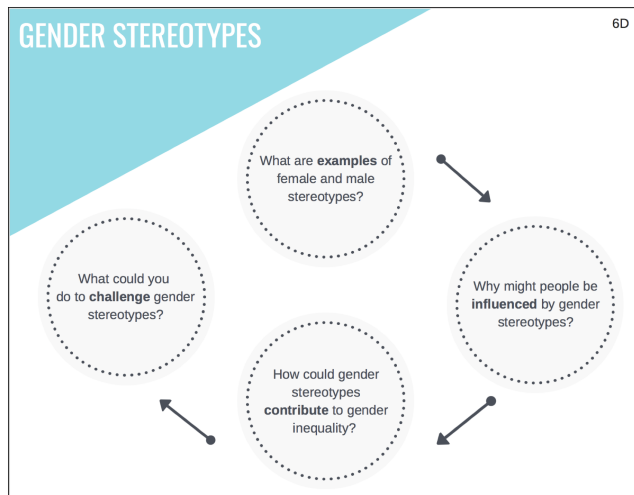 GENDER STEREOTYPES
6D
What are examples of
female and male
stereotypes?
Why might people be
influenced by gender
stereotypes?
How could gender
stereotypes
contribute to gender
inequality?
What could you
do to challenge gender
stereotypes?